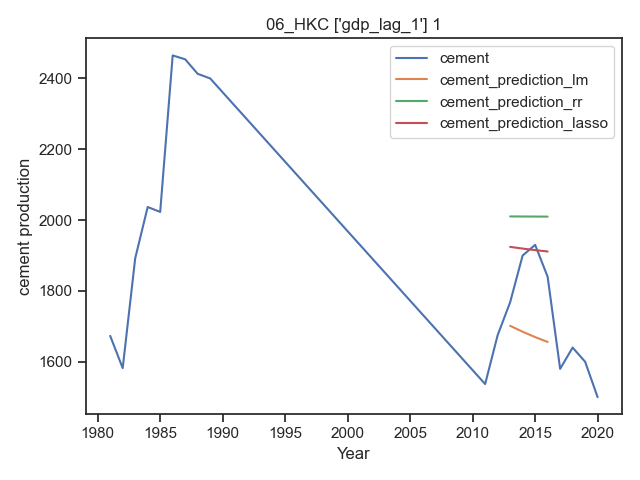 06_HKC ['gdp_lag_1'] 1
cement
cement_prediction_lm
cement_prediction_rr
cement_prediction_lasso
cement production
2400
2200
2000
1800
1600
1980 1985 1990 1995 2000 2005 2010 2015 2020
Year